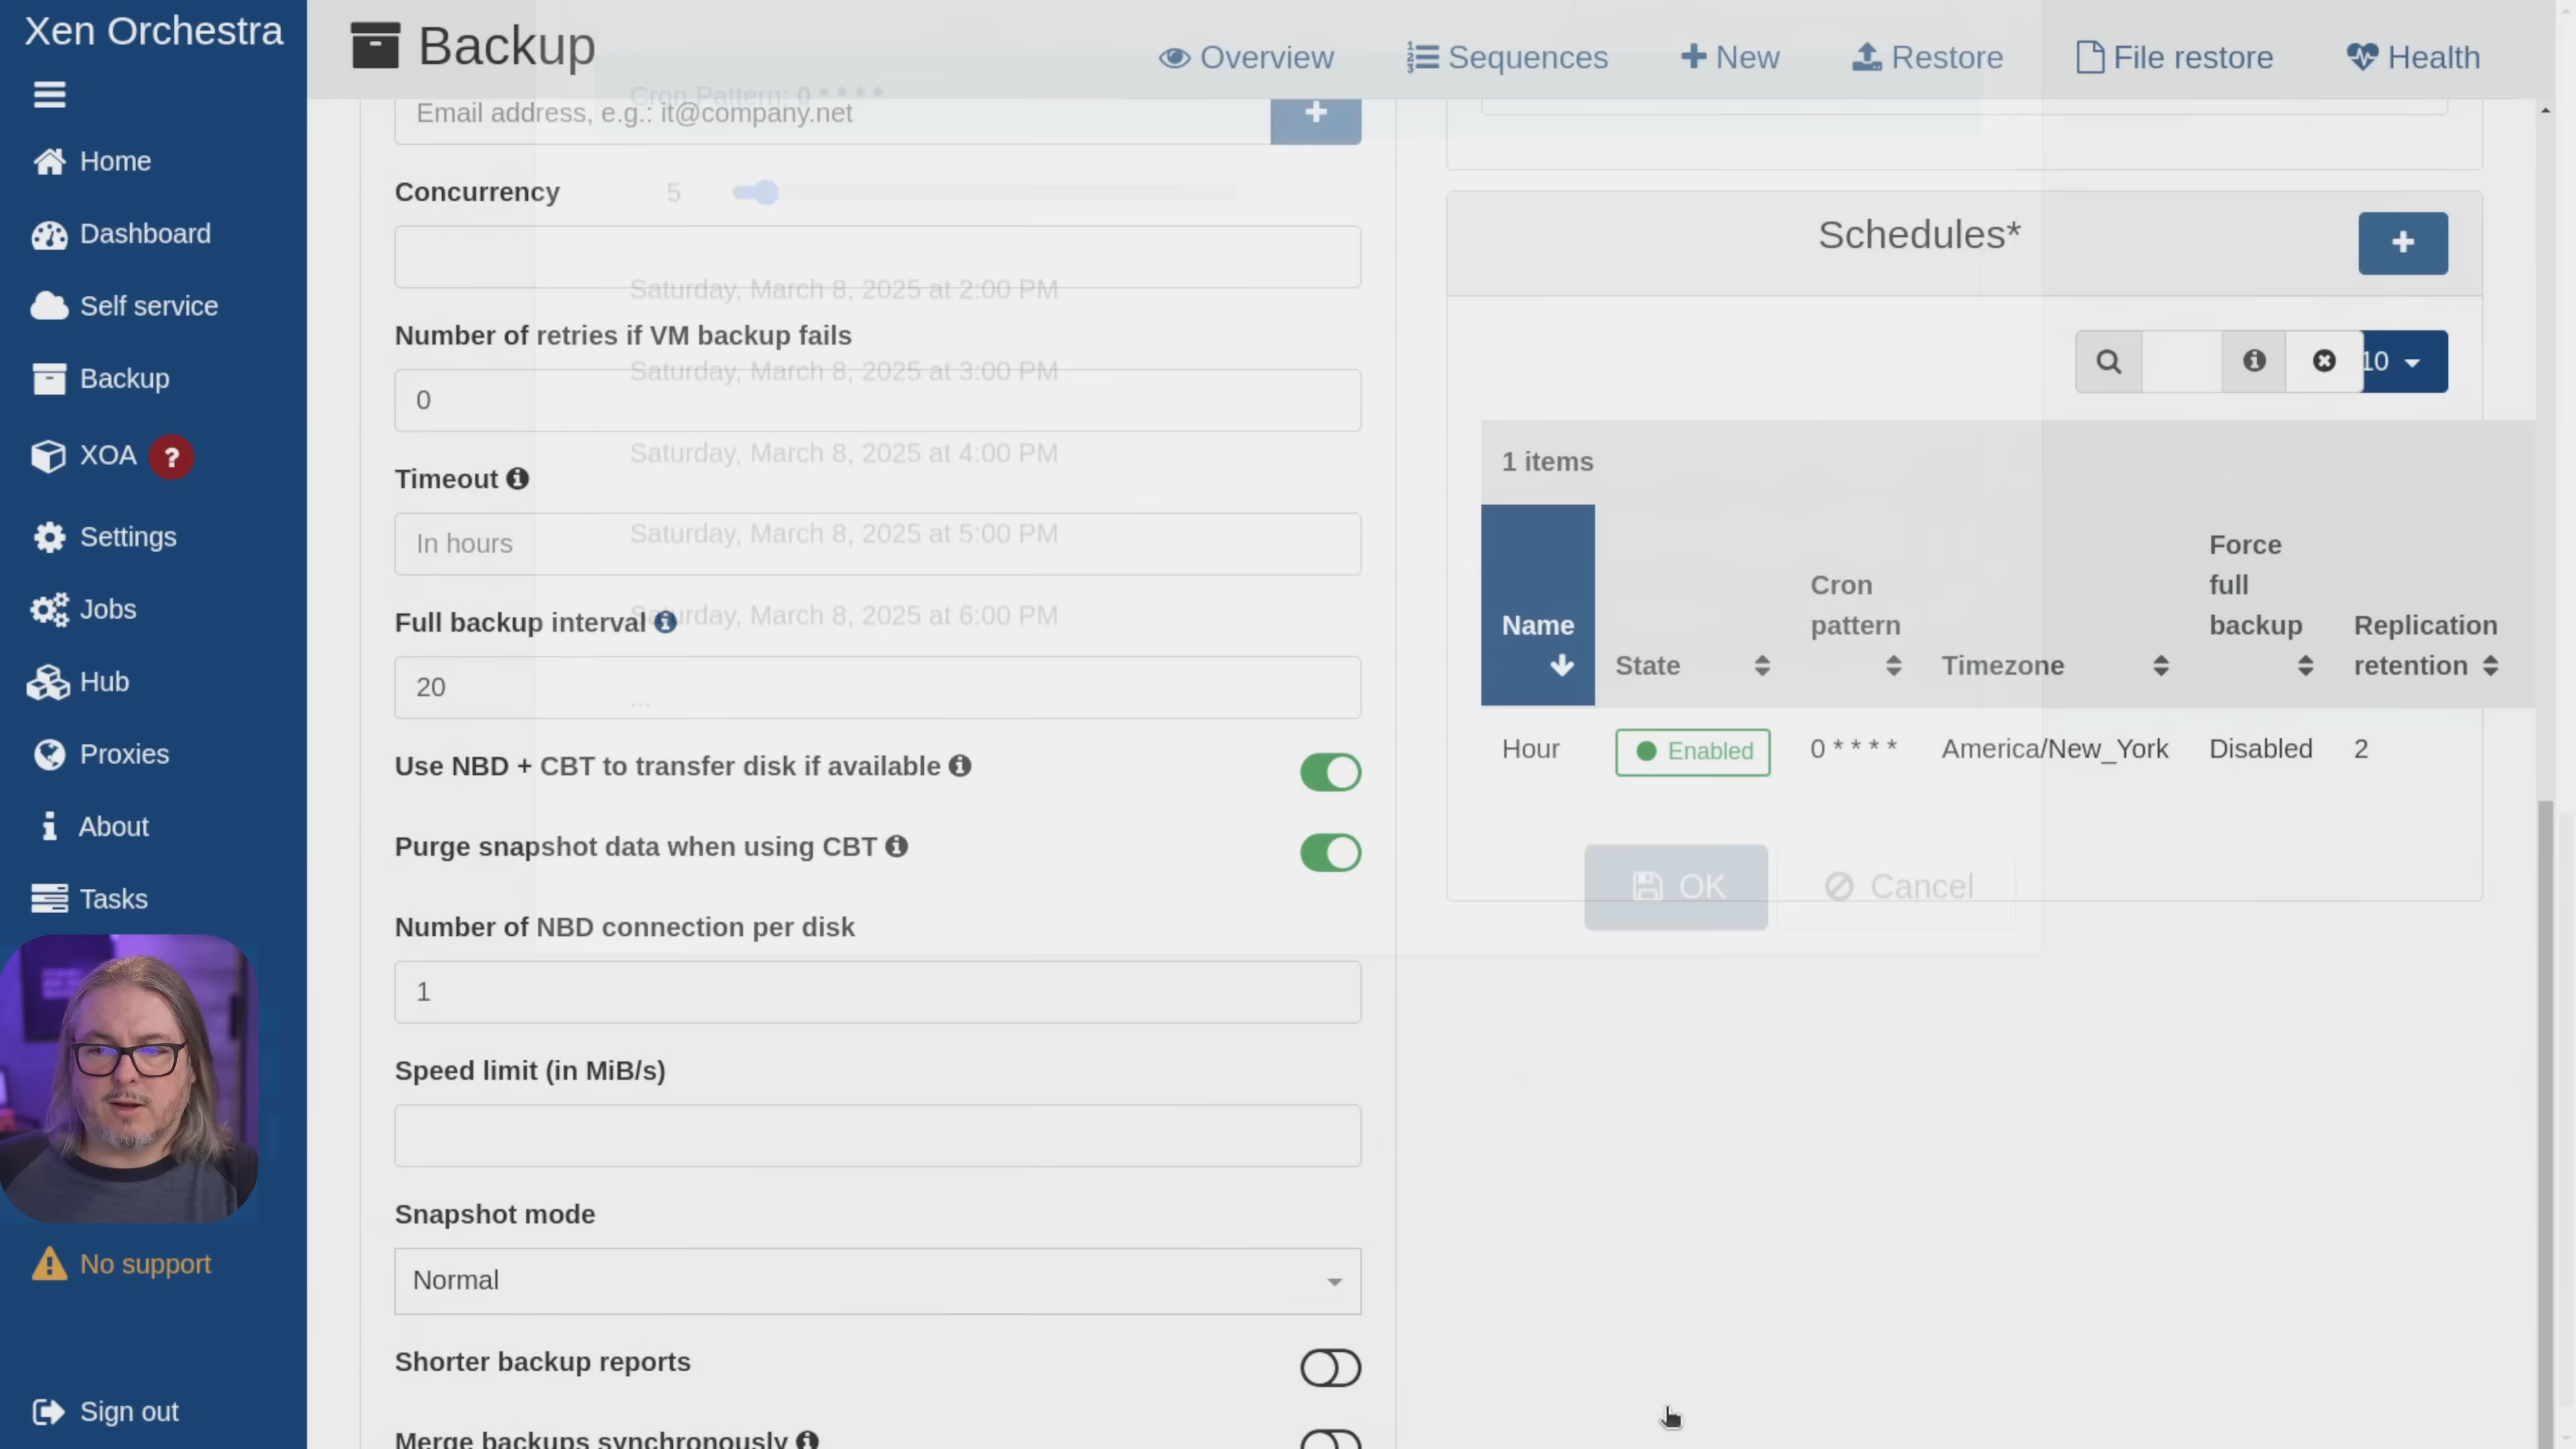 Xen Orchestra
Home
Dashboard
Self service
Backup
XOA ?
Settings
Jobs
Hub
Proxies
About
Tasks
No support
Sign out
Backup
Overview
Sequences
New
Restore
File restore
Health
Cron Pattern: 0 * * * *
Email address, e.g.: it@company.net
+
Concurrency
5
Saturday, March 8, 2025 at 2:00 PM
Number of retries if VM backup fails
Saturday, March 8, 2025 at 3:00 PM
0
Saturday, March 8, 2025 at 4:00 PM
Timeout
Saturday, March 8, 2025 at 5:00 PM
In hours
Saturday, March 8, 2025 at 6:00 PM
Full backup interval
20
...
Use NBD + CBT to transfer disk if available
Purge snapshot data when using CBT
Number of NBD connection per disk
1
Speed limit (in MiB/s)
Snapshot mode
Normal
Shorter backup reports
Merge backups synchronously
Schedules*
+
10
1 items
Name
State
Cron
pattern
Timezone
Force
full
backup
Replication
retention
Hour
Enabled
0 * * * *
America/New_York
Disabled
2
OK
Cancel